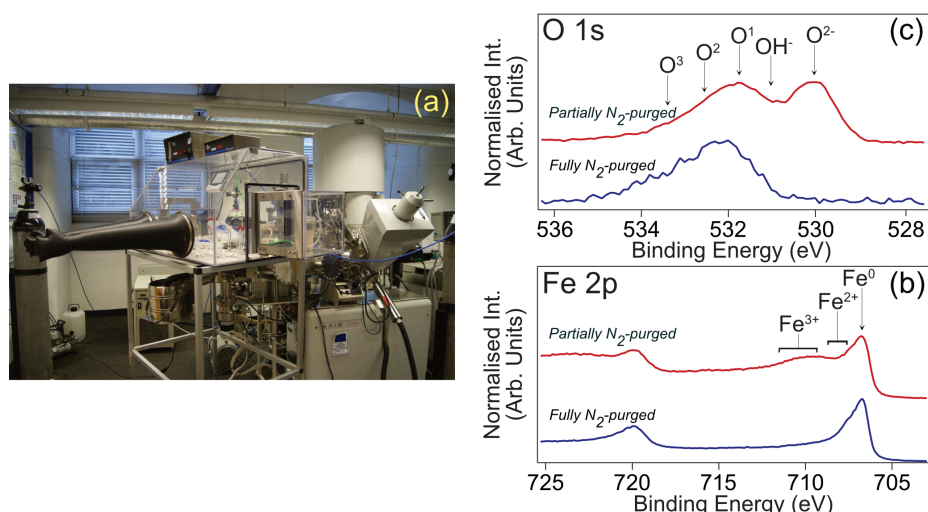 (a)
O 1s
(c)
O³ O² O¹ OH⁻ O²⁻
Partially N₂-purged
Fully N₂-purged
Normalised Int.
(Arb. Units)
536 534 532 530 528
Binding Energy (eV)
Fe 2p
(b)
Fe³⁺ Fe²⁺ Fe⁰
Partially N₂-purged
Fully N₂-purged
Normalised Int.
(Arb. Units)
725 720 715 710 705
Binding Energy (eV)